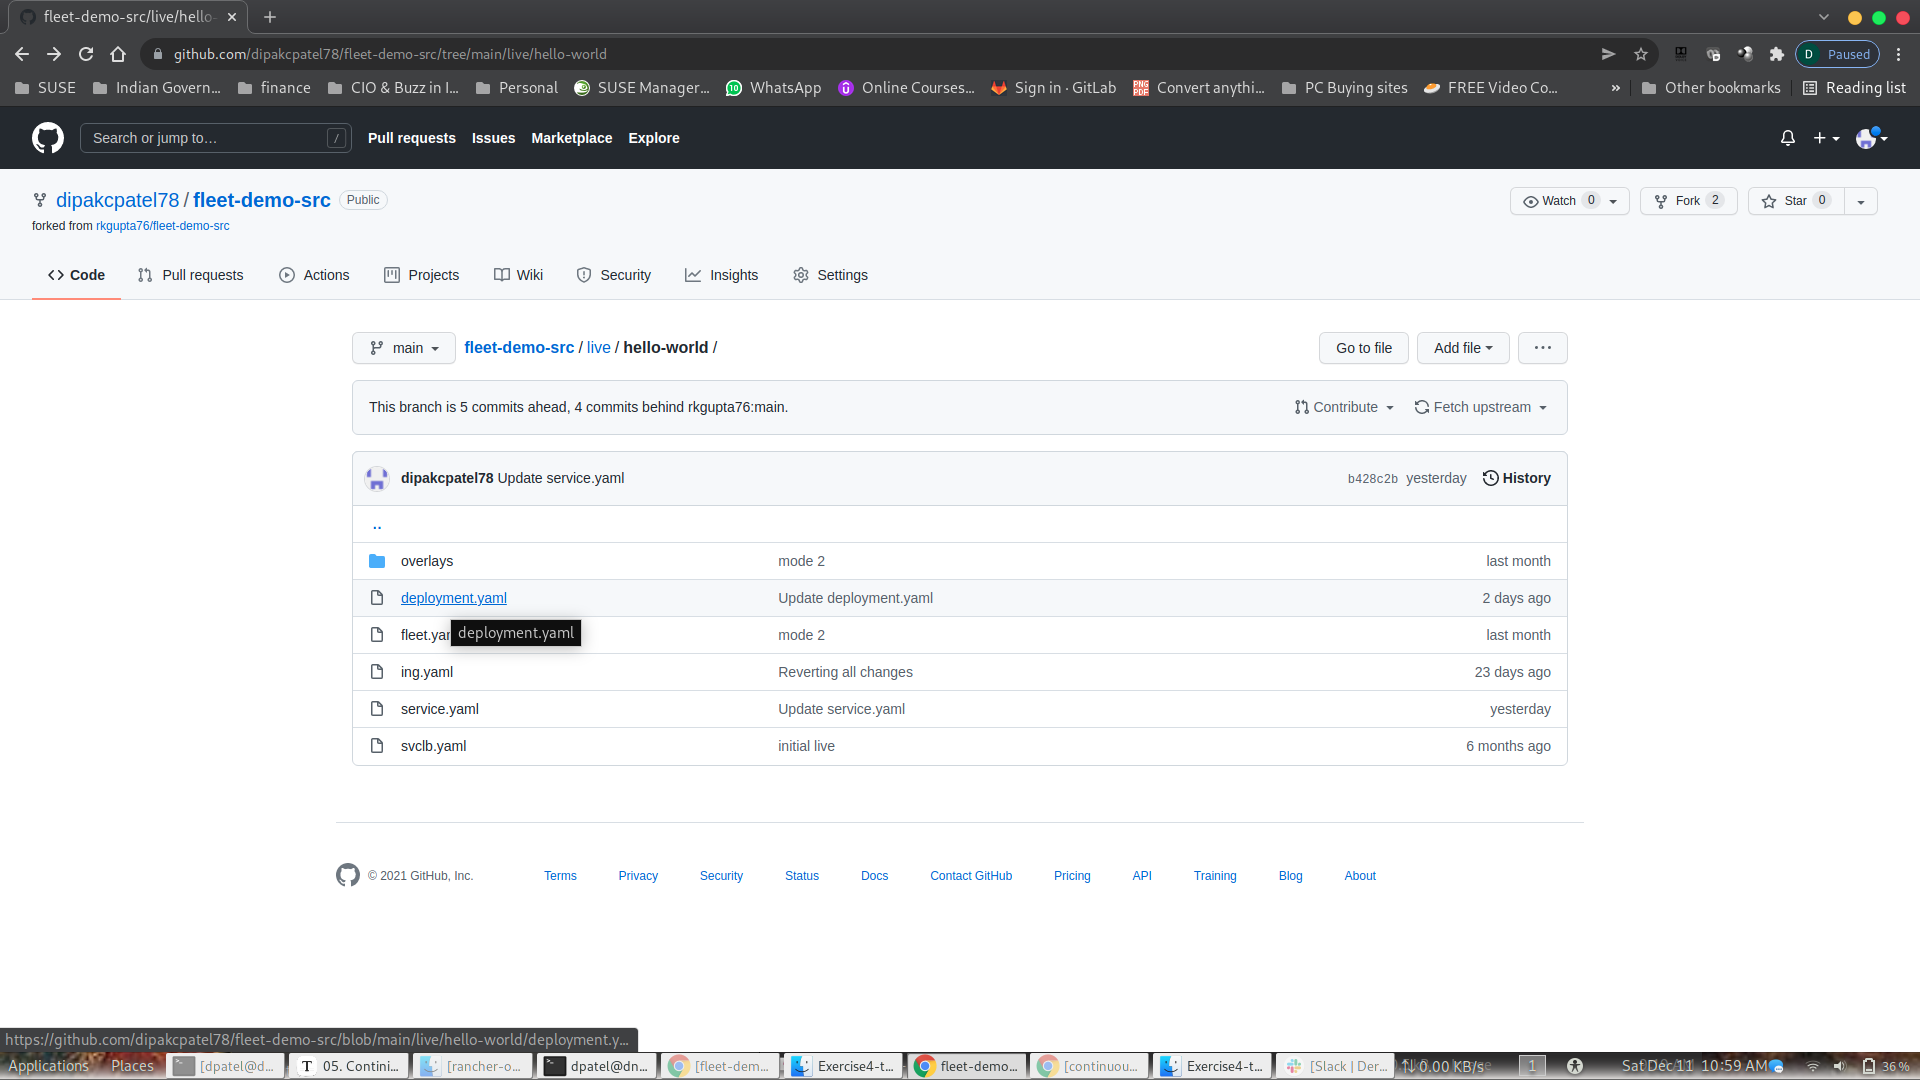 fleet-demo-src/live/hello-
github.com/dipakcpatel78/fleet-demo-src/tree/main/live/hello-world
D Paused
SUSE Indian Govern... finance CIO & Buzz in I... Personal SUSE Manager... 10 WhatsApp Online Courses... Sign in · GitLab PNG PDF Convert anythi... PC Buying sites FREE Video Co... » Other bookmarks Reading list
Search or jump to… / Pull requests Issues Marketplace Explore
dipakcpatel78 / fleet-demo-src Public Watch 0 Fork 2 Star 0
forked from rkgupta76/fleet-demo-src
Code Pull requests Actions Projects Wiki Security Insights Settings
main fleet-demo-src / live / hello-world / Go to file Add file ...
This branch is 5 commits ahead, 4 commits behind rkgupta76:main. Contribute Fetch upstream
dipakcpatel78 Update service.yaml b428c2b yesterday History
..
overlays mode 2 last month
deployment.yaml Update deployment.yaml 2 days ago
fleet.yam mode 2 last month
deployment.yaml
ing.yaml Reverting all changes 23 days ago
service.yaml Update service.yaml yesterday
svclb.yaml initial live 6 months ago
© 2021 GitHub, Inc. Terms Privacy Security Status Docs Contact GitHub Pricing API Training Blog About
https://github.com/dipakcpatel78/fleet-demo-src/blob/main/live/hello-world/deployment.y...
Applications Places [dpatel@d... T 05. Contini... [rancher-o... dpatel@dn... [fleet-dem... Exercise4-t... fleet-demo... [continuou... Exercise4-t... [Slack | Der... 0.00 KB/s 1 Sat Dec 11 10:59 AM 36 %